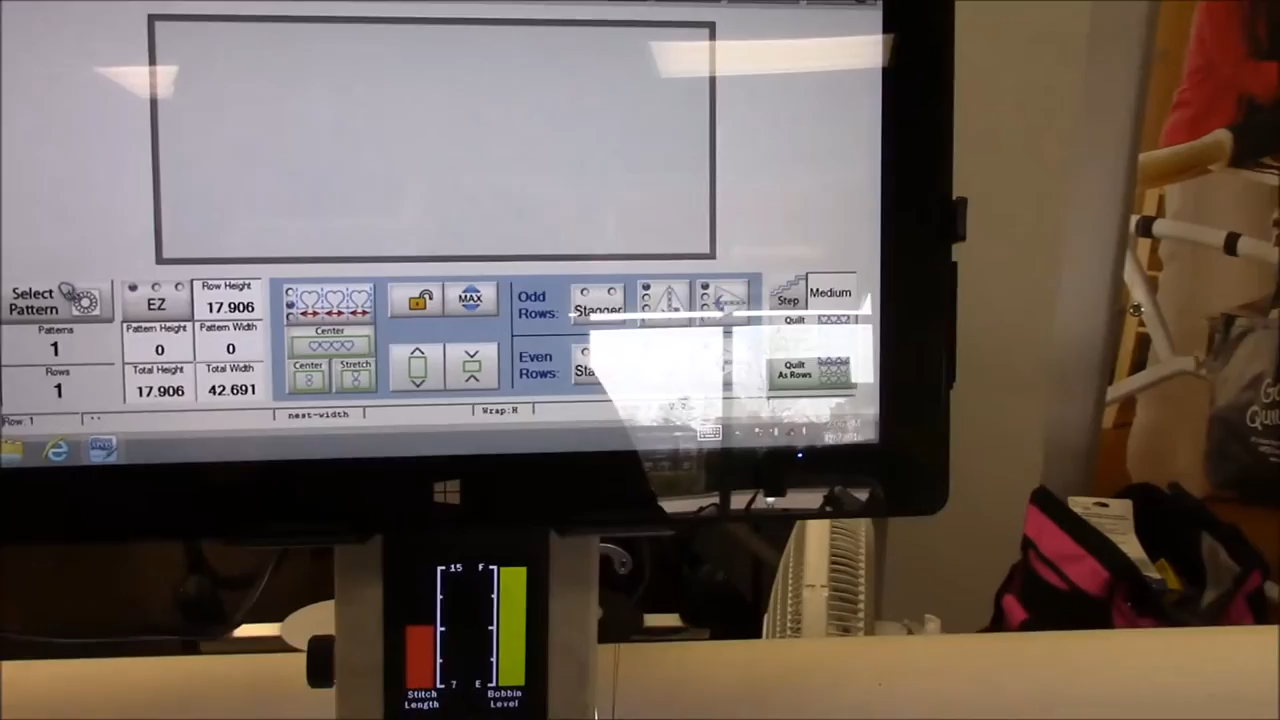 Select
Pattern
Patterns
1
Rows
1
EZ
Row Height
17.906
Pattern Height
0
Pattern Width
0
Total Height
17.906
Total Width
42.691
Center
Center
Stretch
MAX
Odd
Rows:
Stagger
Even
Rows:
Step
Medium
Quilt
Quilt
As Rows
Row: 1
nest-width
Wrap:H
15 F
7 E
Stitch
Length
Bobbin
Level